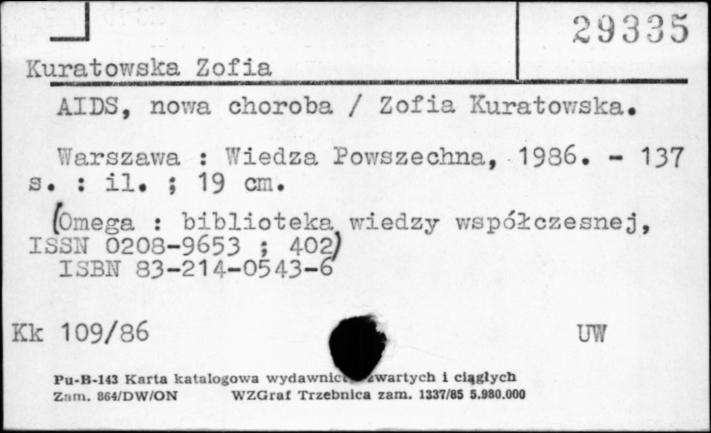 29335
Kuratowska Zofia
AIDS, nowa choroba / Zofia Kuratowska.
Warszawa : Wiedza Powszechna, 1986. - 137
s. : il. ; 19 cm.
(Omega : biblioteka wiedzy współczesnej,
ISSN 0208-9653 ; 402)
ISBN 83-214-0543-6
Kk 109/86 UW
Pu-B-143 Karta katalogowa wydawnict zwartych i ciągłych
Zam. 864/DW/ON WZGraf Trzebnica zam. 1337/85 5.980.000